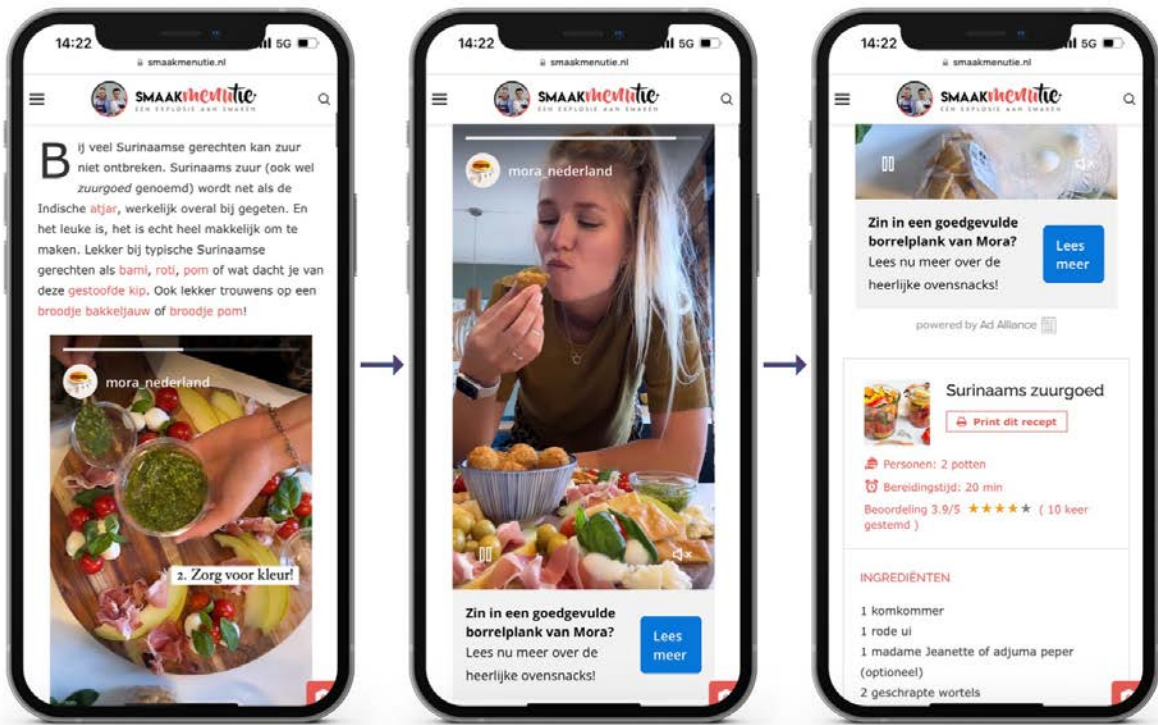 14:22
5G
smaakmenutie.nl
SMAAKmenutie
EEN EXPLOSIE AAN SMAKEN
Bij veel Surinaamse gerechten kan zuur
niet ontbreken. Surinaams zuur (ook wel
zuurgoed genoemd) wordt net als de
Indische atjar, werkelijk overal bij gegeten. En
het leuke is, het is echt heel makkelijk om te
maken. Lekker bij typische Surinaamse
gerechten als bami, roti, pom of wat dacht je van
deze gestoofde kip. Ook lekker trouwens op een
broodje bakkeljauw of broodje pom!
mora_nederland
2. Zorg voor kleur!
14:22
5G
smaakmenutie.nl
SMAAKmenutie
EEN EXPLOSIE AAN SMAKEN
mora_nederland
Zin in een goedgevulde
borrelplank van Mora?
Lees nu meer over de
heerlijke ovensnacks!
Lees
meer
14:22
5G
smaakmenutie.nl
SMAAKmenutie
EEN EXPLOSIE AAN SMAKEN
Zin in een goedgevulde
borrelplank van Mora?
Lees nu meer over de
heerlijke ovensnacks!
Lees
meer
powered by Ad Alliance
Surinaams zuurgoed
Print dit recept
Personen: 2 potten
Bereidingstijd: 20 min
Beoordeling 3.9/5 ★★★★★ ( 10 keer
gestemd )
INGREDIËNTEN
1 komkommer
1 rode ui
1 madame Jeanette of adjuma peper
(optioneel)
2 geschrapte wortels